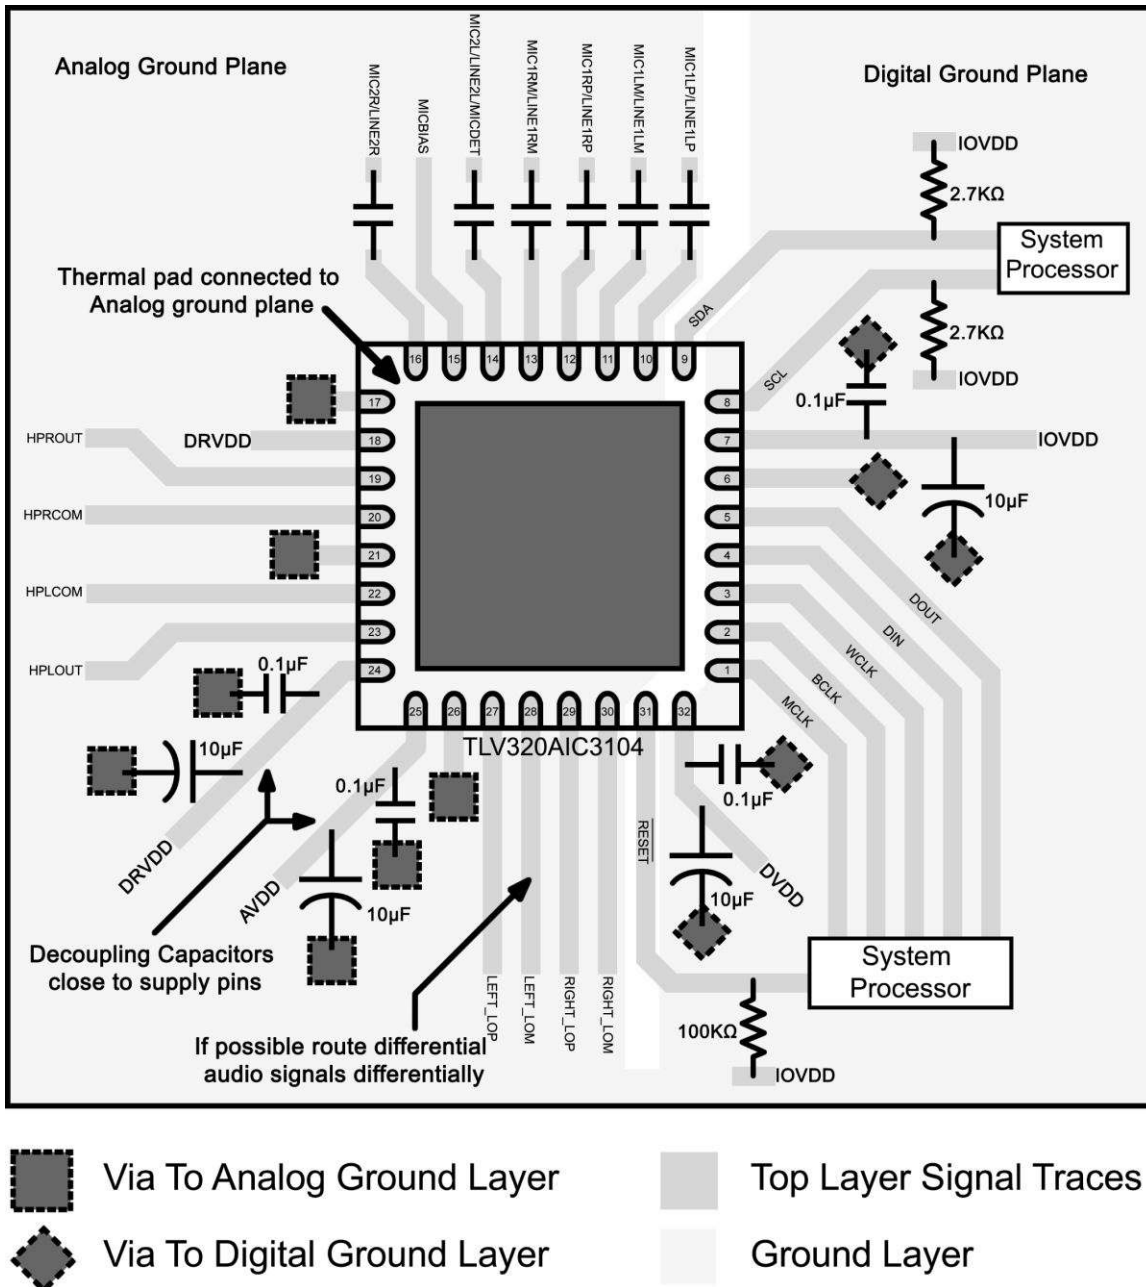 Analog Ground Plane
Digital Ground Plane
MIC2R/LINE2R
MICBIAS
MIC2L/LINE2L/MICDET
MIC1RM/LINE1RM
MIC1RP/LINE1RP
MIC1LM/LINE1LM
MIC1LP/LINE1LP
IOVDD
2.7KΩ
System
Processor
Thermal pad connected to
Analog ground plane
SDA
2.7KΩ
SCL
IOVDD
0.1µF
16
15
14
13
12
11
10
9
17
8
HPROUT
DRVDD
18
7
IOVDD
19
6
10µF
HPRCOM
20
5
21
4
HPLCOM
22
3
DOUT
23
2
DIN
HPLOUT
24
1
WCLK
BCLK
MCLK
0.1µF
25
26
27
28
29
30
31
32
TLV320AIC3104
10µF
0.1µF
0.1µF
DRVDD
AVDD
10µF
RESET
10µF
DVDD
Decoupling Capacitors
close to supply pins
System
Processor
LEFT_LOP
LEFT_LOM
RIGHT_LOP
RIGHT_LOM
100KΩ
If possible route differential
audio signals differentially
IOVDD
Via To Analog Ground Layer
Top Layer Signal Traces
Via To Digital Ground Layer
Ground Layer